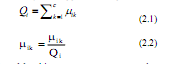 Q_i = ∑_{k=1}^{c} μ_{ik} (2.1)
μ_{ik} = μ_{ik} / Q_i (2.2)